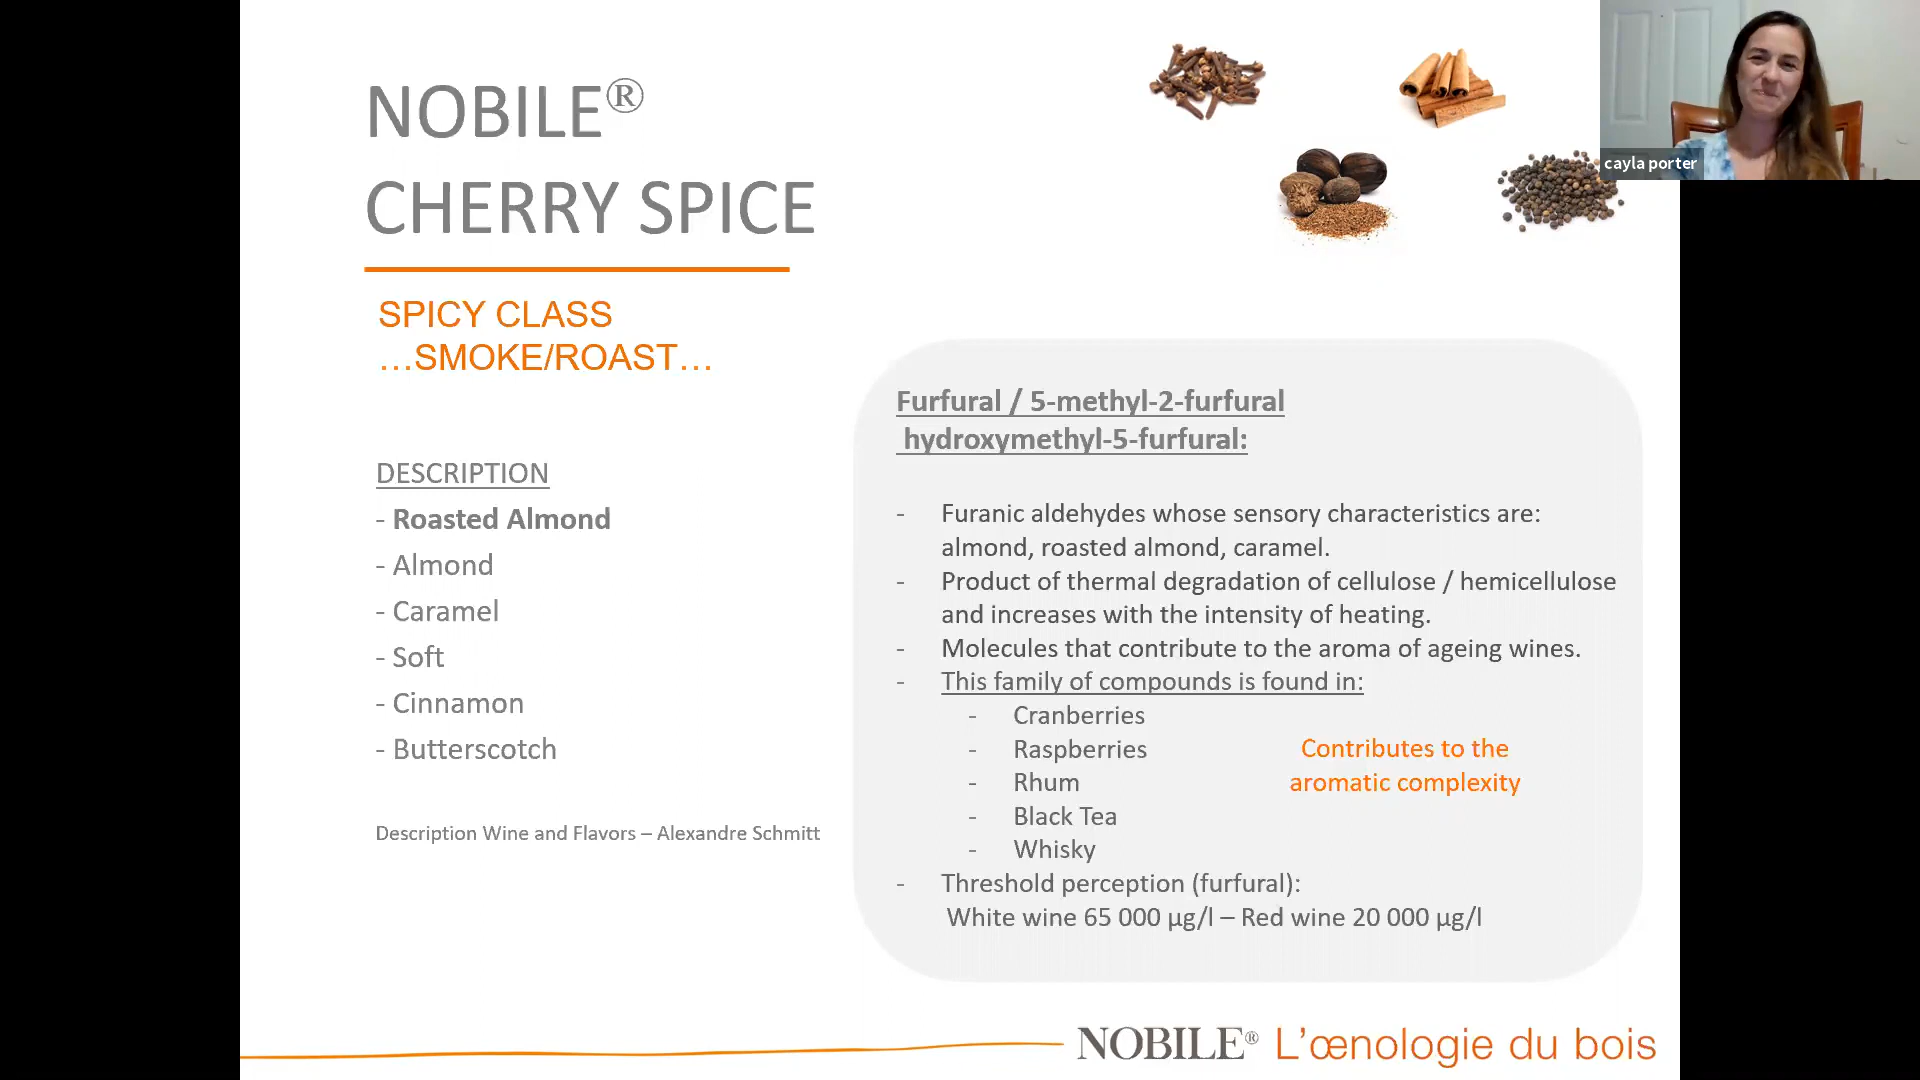 NOBILE®
CHERRY SPICE
SPICY CLASS
...SMOKE/ROAST...
DESCRIPTION
- Roasted Almond
- Almond
- Caramel
- Soft
- Cinnamon
- Butterscotch
Description Wine and Flavors – Alexandre Schmitt
cayla porter
Furfural / 5-methyl-2-furfural
hydroxymethyl-5-furfural:
- Furanic aldehydes whose sensory characteristics are:
almond, roasted almond, caramel.
- Product of thermal degradation of cellulose / hemicellulose
and increases with the intensity of heating.
- Molecules that contribute to the aroma of ageing wines.
- This family of compounds is found in:
- Cranberries
- Raspberries
- Rhum
- Black Tea
- Whisky
Contributes to the
aromatic complexity
- Threshold perception (furfural):
White wine 65 000 µg/l – Red wine 20 000 µg/l
NOBILE® L'œnologie du bois